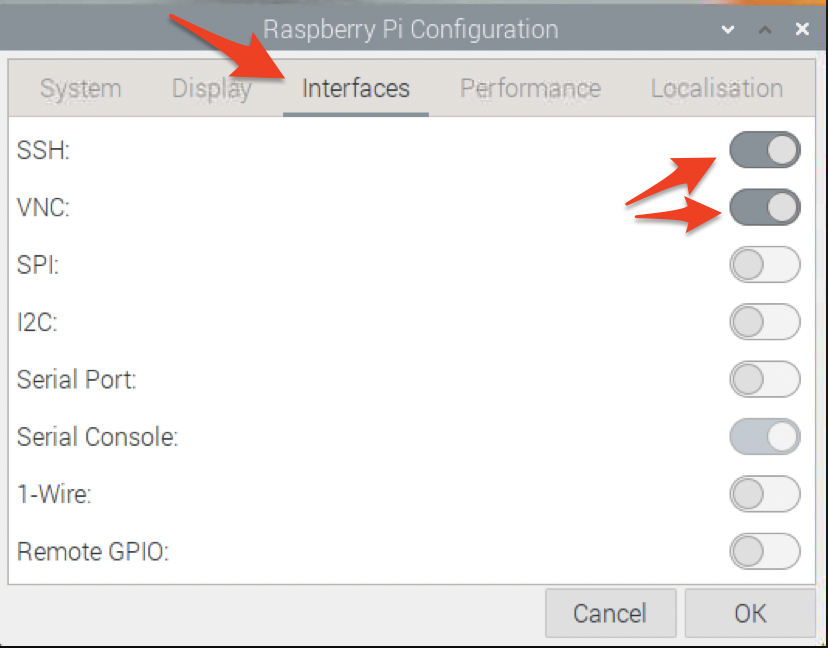 Raspberry Pi Configuration
System Display Interfaces Performance Localisation
SSH:
VNC:
SPI:
I2C:
Serial Port:
Serial Console:
1-Wire:
Remote GPIO:
Cancel OK